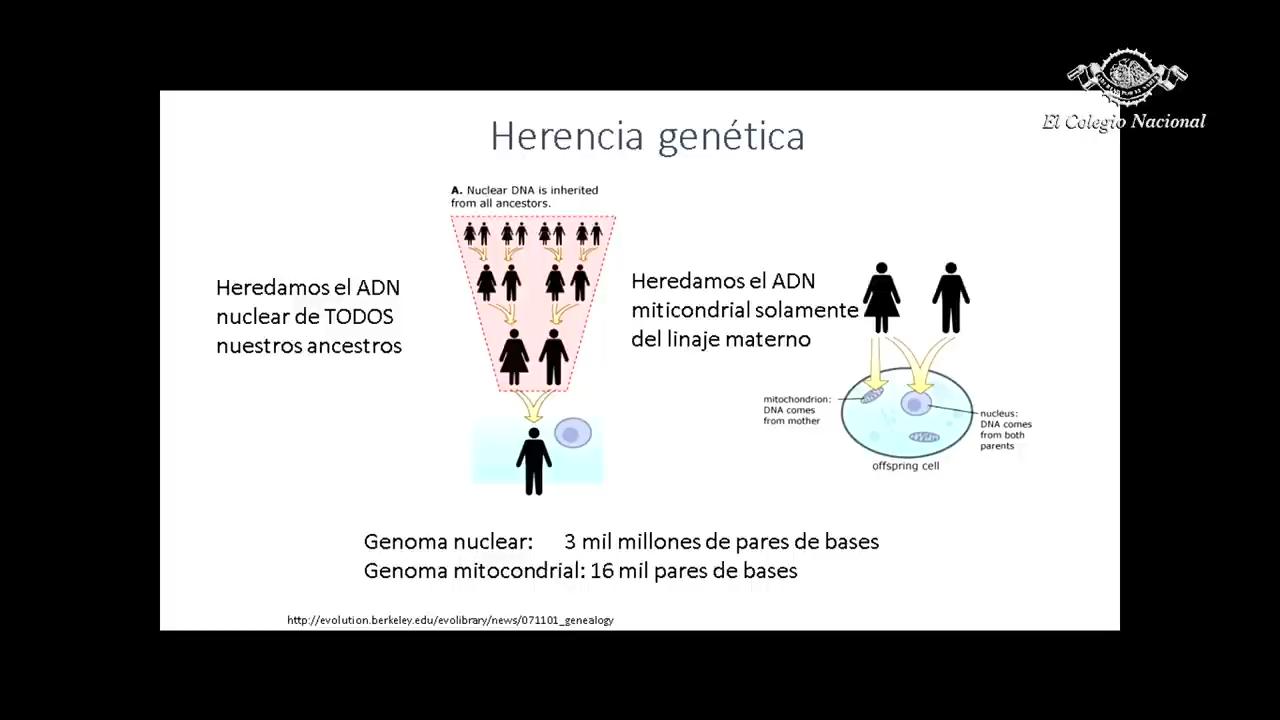 El Colegio Nacional
Herencia genética
A. Nuclear DNA is inherited
from all ancestors.
Heredamos el ADN
nuclear de TODOS
nuestros ancestros
Heredamos el ADN
miticondrial solamente
del linaje materno
mitochondrion:
DNA comes
from mother
nucleus:
DNA comes
from both
parents
offspring cell
Genoma nuclear: 3 mil millones de pares de bases
Genoma mitocondrial: 16 mil pares de bases
http://evolution.berkeley.edu/evolibrary/news/071101_genealogy